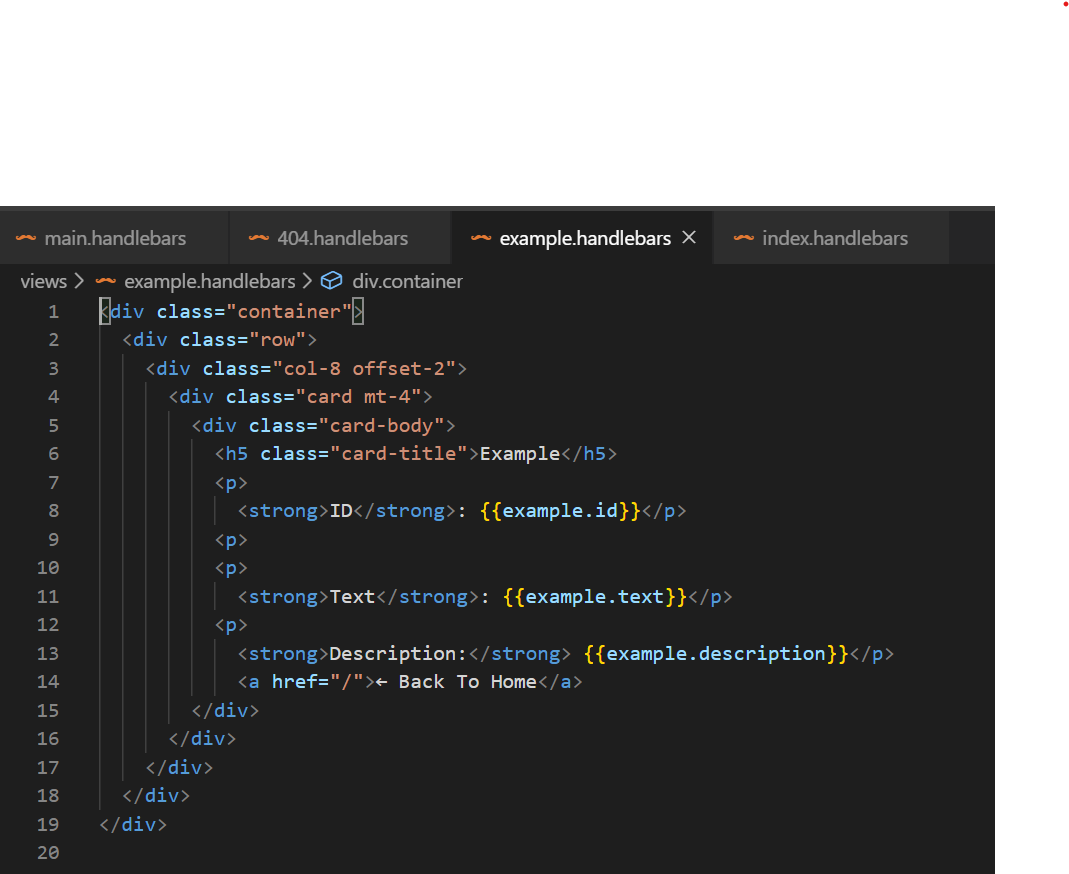 main.handlebars 404.handlebars example.handlebars index.handlebars
views > example.handlebars > div.container
1 <div class="container">
2   <div class="row">
3     <div class="col-8 offset-2">
4       <div class="card mt-4">
5         <div class="card-body">
6           <h5 class="card-title">Example</h5>
7           <p>
8             <strong>ID</strong>: {{example.id}}</p>
9           <p>
10           <p>
11             <strong>Text</strong>: {{example.text}}</p>
12           <p>
13             <strong>Description:</strong> {{example.description}}</p>
14             <a href="/">← Back To Home</a>
15         </div>
16       </div>
17     </div>
18   </div>
19 </div>
20